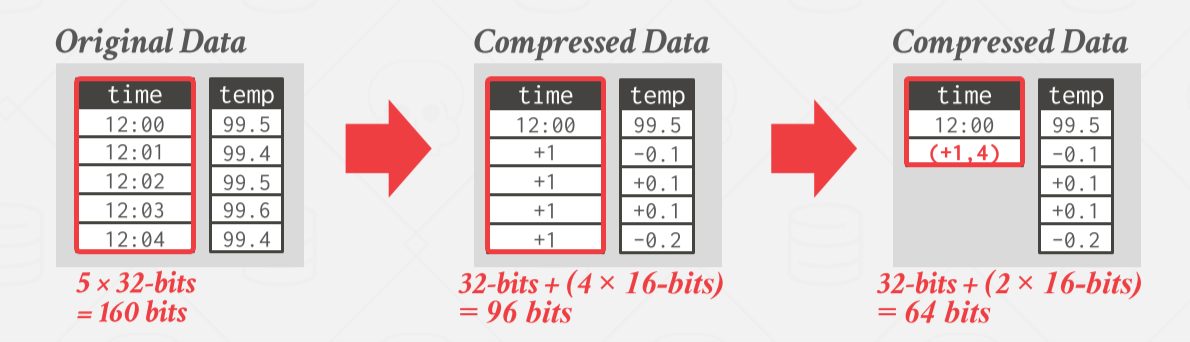 Original Data
time temp
12:00 99.5
12:01 99.4
12:02 99.5
12:03 99.6
12:04 99.4
5 × 32-bits
= 160 bits
Compressed Data
time temp
12:00 99.5
+1 -0.1
+1 +0.1
+1 +0.1
+1 -0.2
32-bits + (4 × 16-bits)
= 96 bits
Compressed Data
time temp
12:00 99.5
(+1,4) -0.1
+0.1
+0.1
-0.2
32-bits + (2 × 16-bits)
= 64 bits